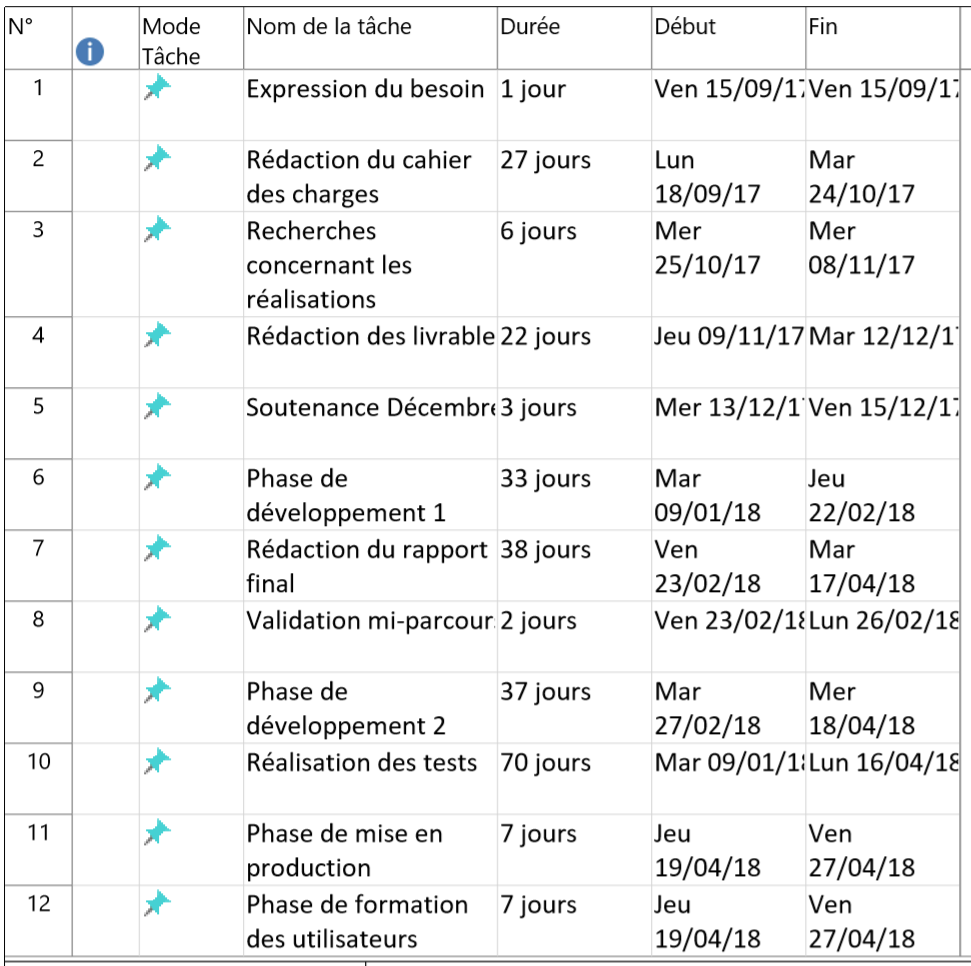 N° Mode Nom de la tâche Durée Début Fin
i Tâche
1 Expression du besoin 1 jour Ven 15/09/17 Ven 15/09/17
2 Rédaction du cahier 27 jours Lun Mar
des charges 18/09/17 24/10/17
3 Recherches 6 jours Mer Mer
concernant les 25/10/17 08/11/17
réalisations
4 Rédaction des livrable 22 jours Jeu 09/11/17 Mar 12/12/1
5 Soutenance Décembre 3 jours Mer 13/12/1 Ven 15/12/17
6 Phase de 33 jours Mar Jeu
développement 1 09/01/18 22/02/18
7 Rédaction du rapport 38 jours Ven Mar
final 23/02/18 17/04/18
8 Validation mi-parcour 2 jours Ven 23/02/18 Lun 26/02/18
9 Phase de 37 jours Mar Mer
développement 2 27/02/18 18/04/18
10 Réalisation des tests 70 jours Mar 09/01/18 Lun 16/04/18
11 Phase de mise en 7 jours Jeu Ven
production 19/04/18 27/04/18
12 Phase de formation 7 jours Jeu Ven
des utilisateurs 19/04/18 27/04/18